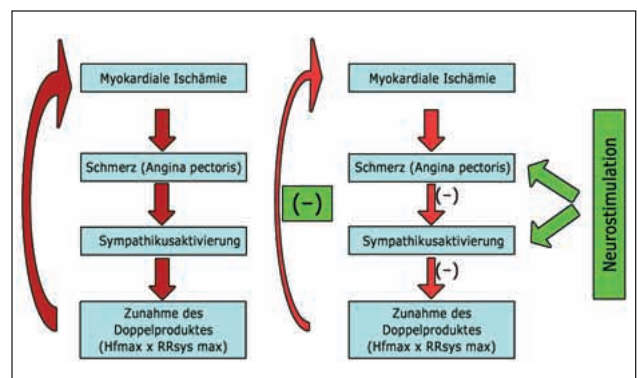 Myokardiale Ischämie
Schmerz (Angina pectoris)
Sympathikusaktivierung
Zunahme des
Doppelproduktes
(Hfmax x RRsys max)
(-)
Myokardiale Ischämie
Schmerz (Angina pectoris)
(-)
Sympathikusaktivierung
(-)
Zunahme des
Doppelproduktes
(Hfmax x RRsys max)
Neurostimulation